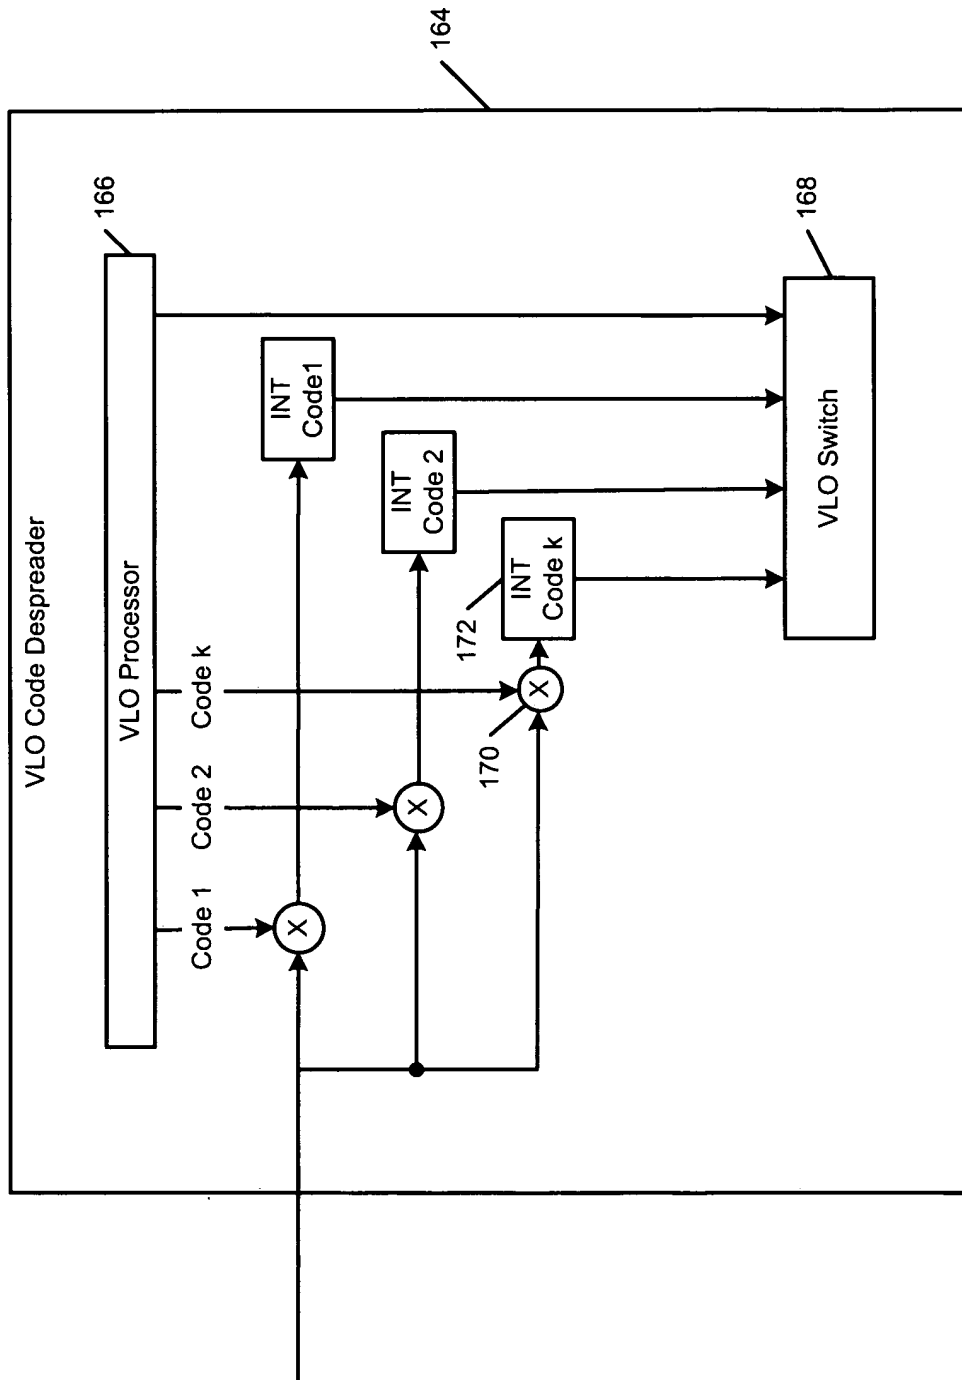 VLO Code Despreader
164
VLO Processor
166
Code 1
Code 2
Code k
X
X
X
170
172
INT
Code1
INT
Code 2
INT
Code k
VLO Switch
168